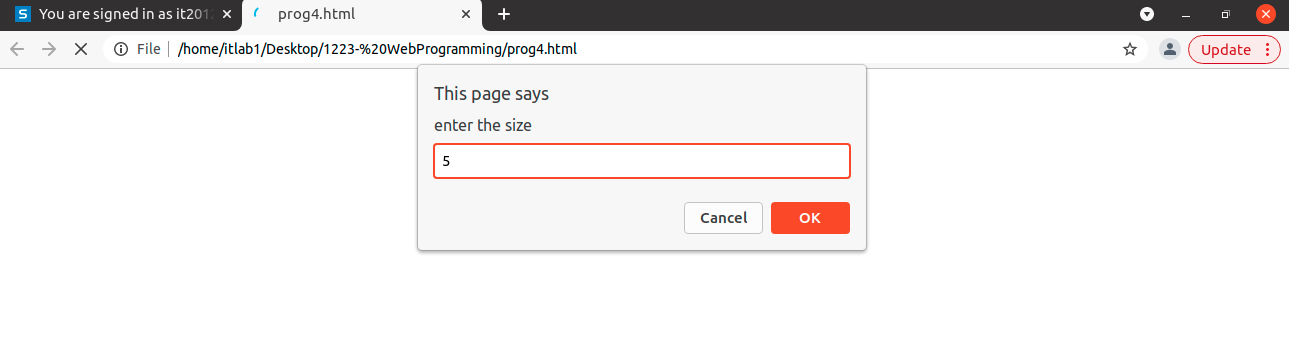 You are signed in as it201
prog4.html
File | /home/itlab1/Desktop/1223-%20WebProgramming/prog4.html
Update
This page says
enter the size
5
Cancel
OK